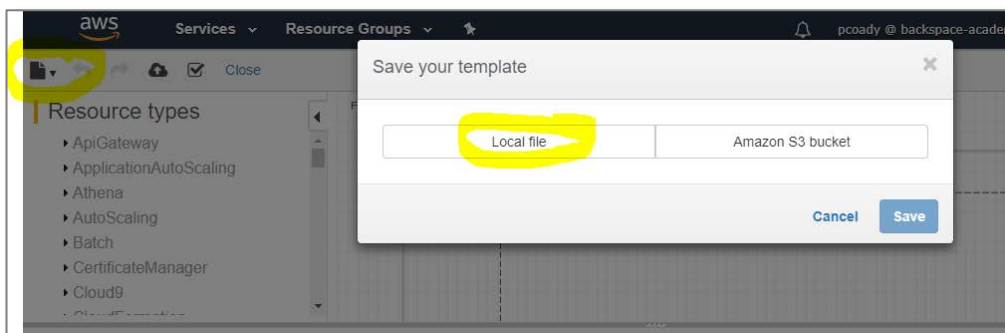 aws Services Resource Groups pcoady @ backspace-acade
Close
Save your template
Resource types
Local file Amazon S3 bucket
ApiGateway
ApplicationAutoScaling
Athena
AutoScaling
Cancel Save
Batch
CertificateManager
Cloud9